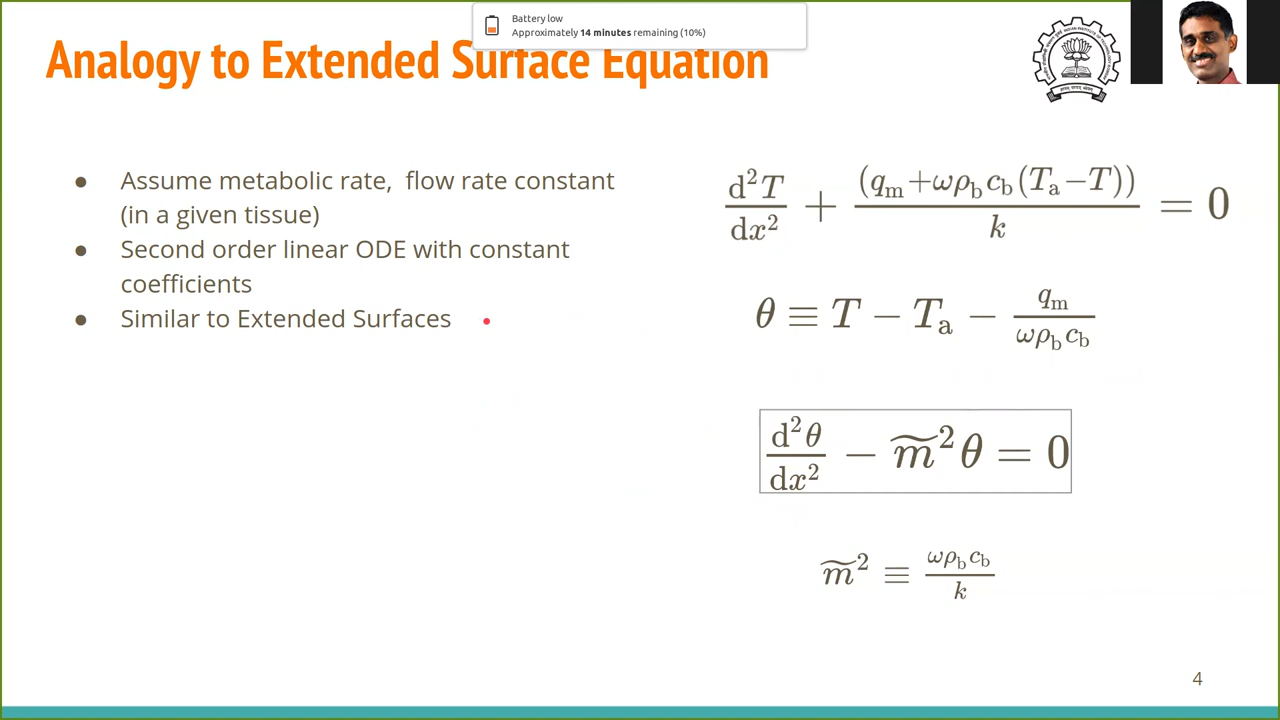 Battery low
Approximately 14 minutes remaining (10%)
Analogy to Extended Surface Equation
● Assume metabolic rate, flow rate constant
(in a given tissue)
● Second order linear ODE with constant
coefficients
● Similar to Extended Surfaces
d²T/dx² + (q_m+ωρ_b c_b(T_a−T))/k = 0
θ ≡ T − T_a − q_m/(ωρ_b c_b)
d²θ/dx² − m̃²θ = 0
m̃² ≡ ωρ_b c_b/k
4